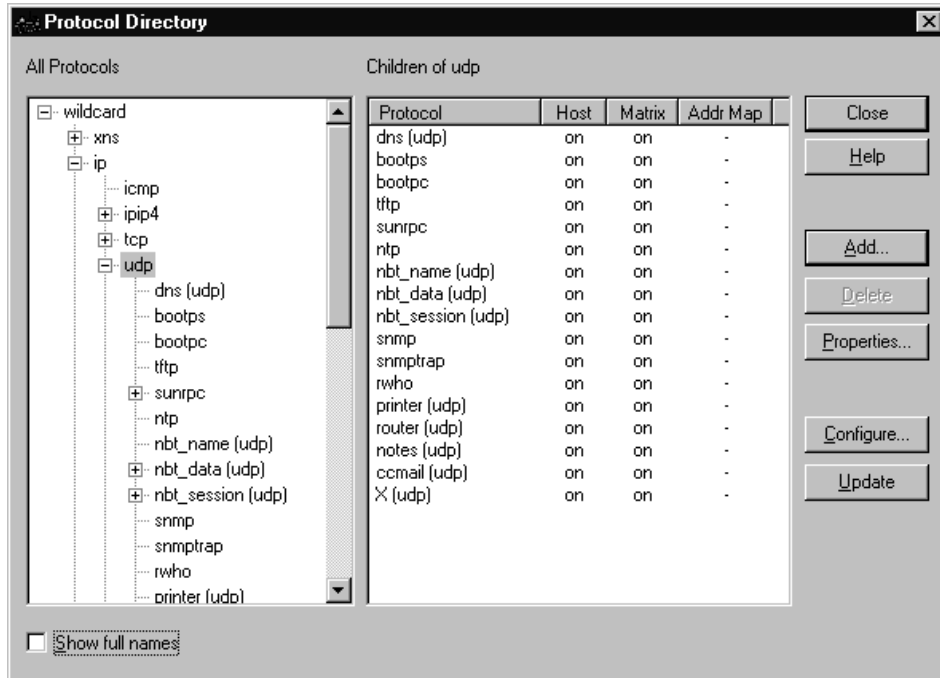 Protocol Directory
All Protocols
wildcard
xns
ip
icmp
ipip4
tcp
udp
dns (udp)
bootps
bootpc
tftp
sunrpc
ntp
nbt_name (udp)
nbt_data (udp)
nbt_session (udp)
snmp
snmptrap
rwho
printer (udp)
Show full names
Children of udp
Protocol Host Matrix Addr Map
dns (udp) on on -
bootps on on -
bootpc on on -
tftp on on -
sunrpc on on -
ntp on on -
nbt_name (udp) on on -
nbt_data (udp) on on -
nbt_session (udp) on on -
snmp on on -
snmptrap on on -
rwho on on -
printer (udp) on on -
router (udp) on on -
notes (udp) on on -
ccmail (udp) on on -
X (udp) on on -
Close
Help
Add...
Delete
Properties...
Configure...
Update